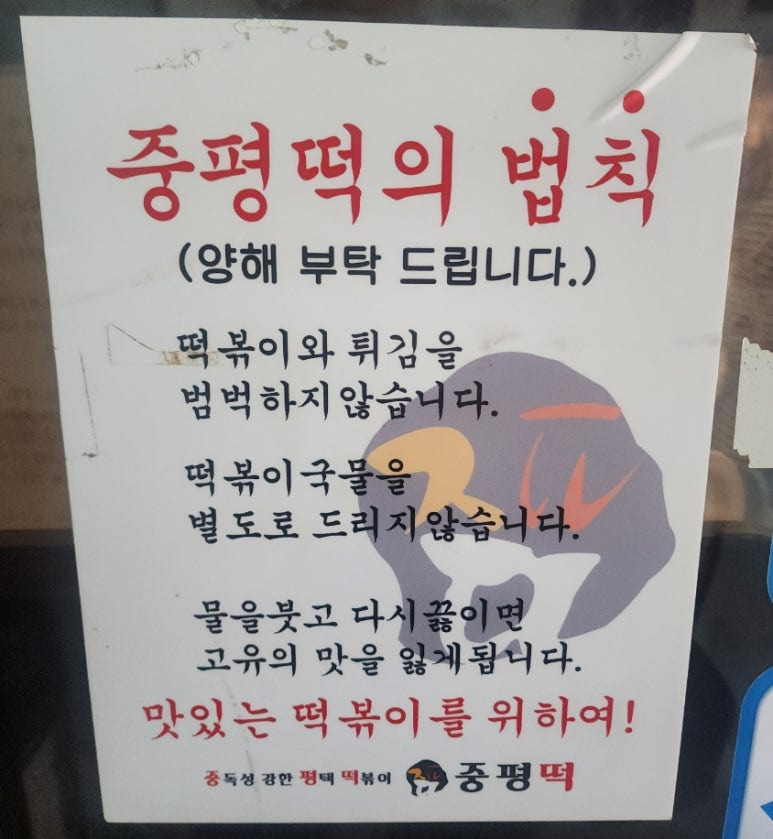 중평떡의 법칙
(양해 부탁 드립니다.)
떡볶이와 튀김을
범벅하지않습니다.
떡볶이국물을
별도로 드리지않습니다.
물을붓고 다시끓이면
고유의 맛을 잃게됩니다.
맛있는 떡볶이를 위하여!
중독성 강한 평택 떡볶이 중평떡